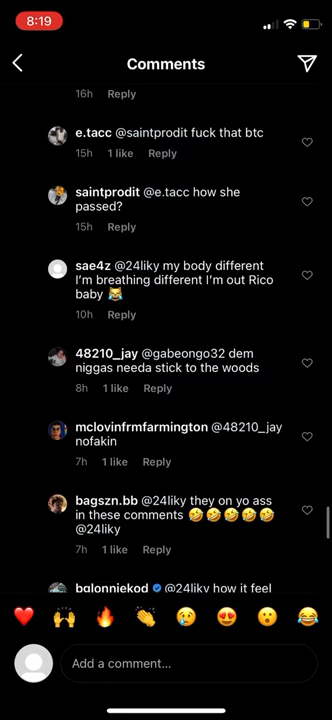 8:19
Comments
16h Reply
e.tacc @saintprodit fuck that btc
15h 1 like Reply
saintprodit @e.tacc how she
passed?
15h Reply
sae4z @24liky my body different
I'm breathing different I'm out Rico
baby 😹
10h Reply
48210_jay @gabeongo32 dem
niggas needa stick to the woods
8h 1 like Reply
mclovinfrmfarmington @48210_jay
nofakin
7h 1 like Reply
bagszn.bb @24liky they on yo ass
in these comments 🤣🤣🤣🤣🤣
@24liky
7h 1 like Reply
bglonniekod @24liky how it feel
❤️🙌🔥👏😢😍😮😂
Add a comment...